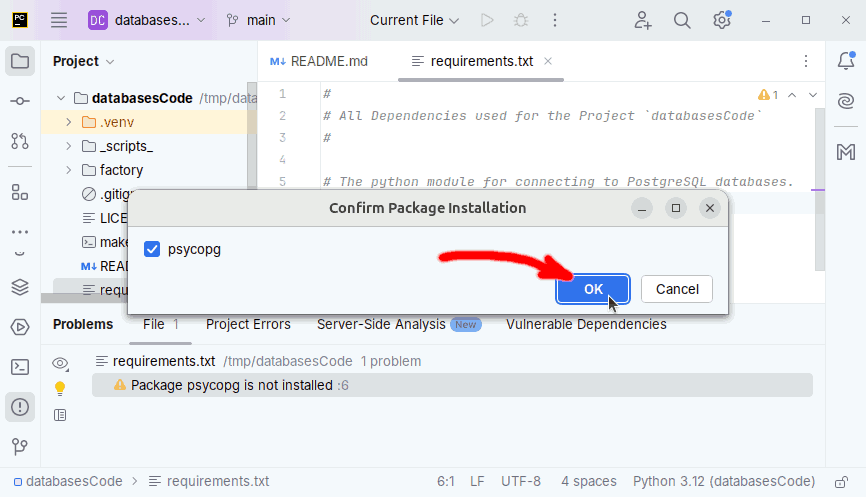 PC DC databases... main Current File
Project
README.md requirements.txt
databasesCode /tmp/data
.venv
_scripts_
factory
.gitig
LICE
make
M↓ READ
requ
1 #
2 # All Dependencies used for the Project `databasesCode`
3 #
4
5 # The python module for connecting to PostgreSQL databases.
1
Confirm Package Installation
psycopg
OK Cancel
Problems File 1 Project Errors Server-Side Analysis New Vulnerable Dependencies
requirements.txt /tmp/databasesCode 1 problem
Package psycopg is not installed :6
databasesCode > requirements.txt 6:1 LF UTF-8 4 spaces Python 3.12 (databasesCode)